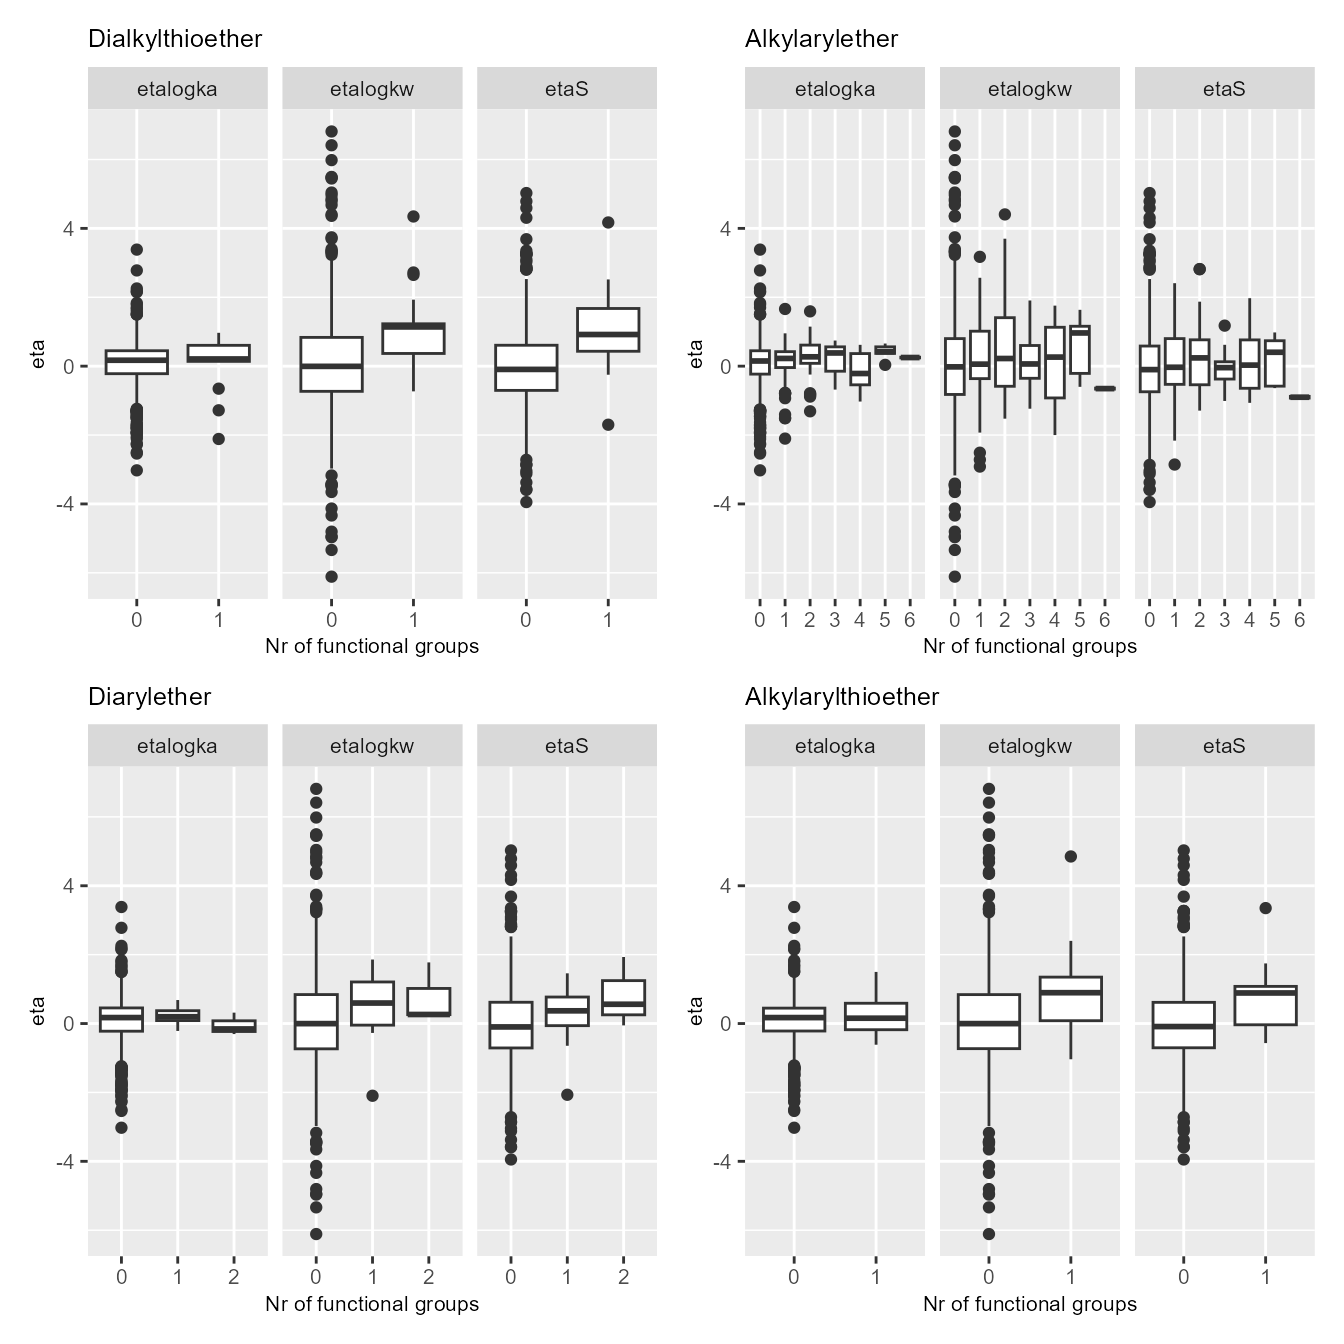 Dialkylthioether
etalogka etalogkw etaS
4
0
-4
eta
0 1 0 1 0 1
Nr of functional groups
Alkylarylether
etalogka etalogkw etaS
4
0
-4
eta
0 1 2 3 4 5 6 0 1 2 3 4 5 6 0 1 2 3 4 5 6
Nr of functional groups
Diarylether
etalogka etalogkw etaS
4
0
-4
eta
0 1 2 0 1 2 0 1 2
Nr of functional groups
Alkylarylthioether
etalogka etalogkw etaS
4
0
-4
eta
0 1 0 1 0 1
Nr of functional groups